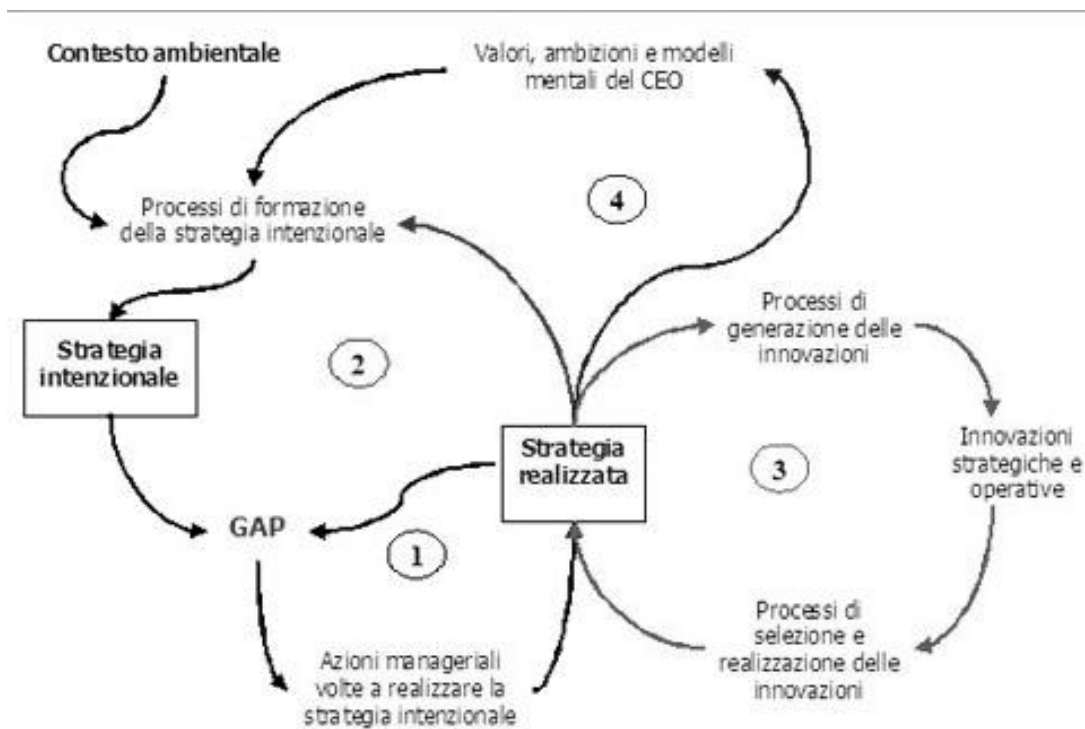 Contesto ambientale
Valori, ambizioni e modelli
mentali del CEO
4
Processi di formazione
della strategia intenzionale
Processi di
generazione delle
innovazioni
Strategia
intenzionale
2
Strategia
realizzata
3
Innovazioni
strategiche e
operative
GAP
1
Processi di
selezione e
realizzazione delle
innovazioni
Azioni manageriali
volte a realizzare la
strategia intenzionale